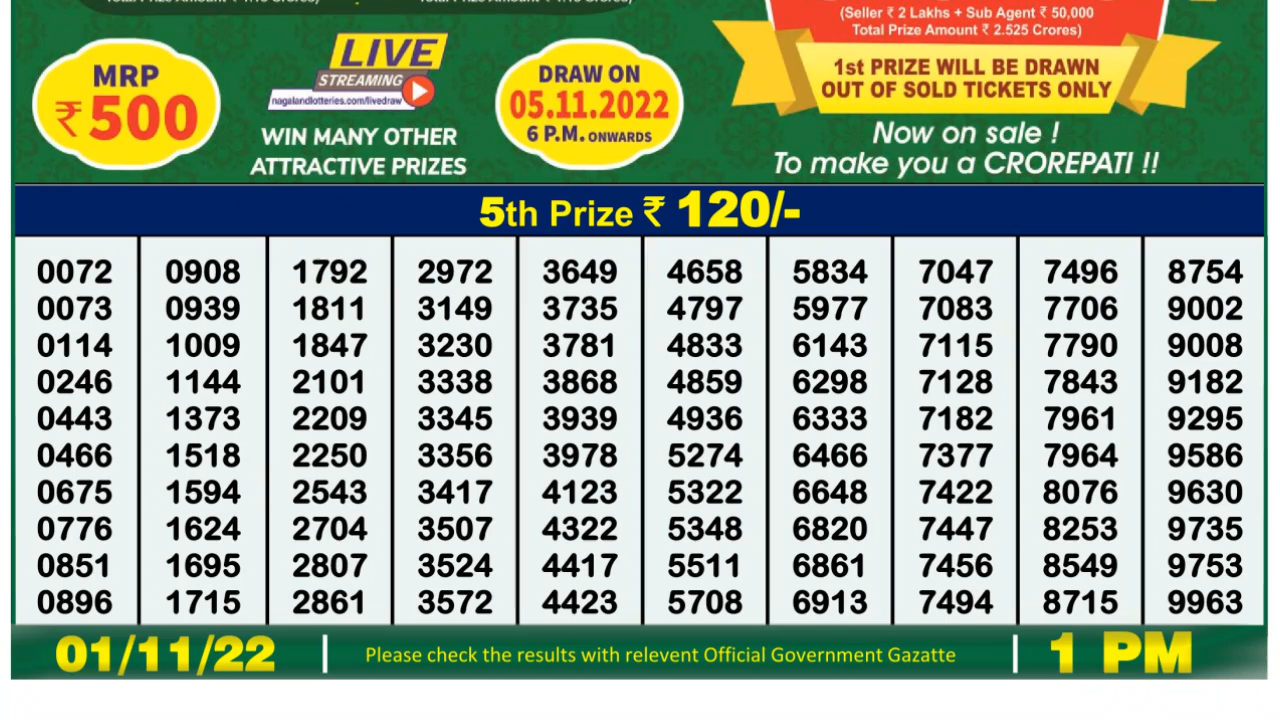 (Seller ₹ 2 Lakhs + Sub Agent ₹ 50,000
Total Prize Amount ₹ 2.525 Crores)
MRP
₹500
LIVE
STREAMING
nagalandlotteries.com/livedraw
WIN MANY OTHER
ATTRACTIVE PRIZES
DRAW ON
05.11.2022
6 P.M. ONWARDS
1st PRIZE WILL BE DRAWN
OUT OF SOLD TICKETS ONLY
Now on sale !
To make you a CROREPATI !!
5th Prize ₹ 120/-
0072 0908 1792 2972 3649 4658 5834 7047 7496 8754
0073 0939 1811 3149 3735 4797 5977 7083 7706 9002
0114 1009 1847 3230 3781 4833 6143 7115 7790 9008
0246 1144 2101 3338 3868 4859 6298 7128 7843 9182
0443 1373 2209 3345 3939 4936 6333 7182 7961 9295
0466 1518 2250 3356 3978 5274 6466 7377 7964 9586
0675 1594 2543 3417 4123 5322 6648 7422 8076 9630
0776 1624 2704 3507 4322 5348 6820 7447 8253 9735
0851 1695 2807 3524 4417 5511 6861 7456 8549 9753
0896 1715 2861 3572 4423 5708 6913 7494 8715 9963
01/11/22 | Please check the results with relevent Official Government Gazatte | 1 PM